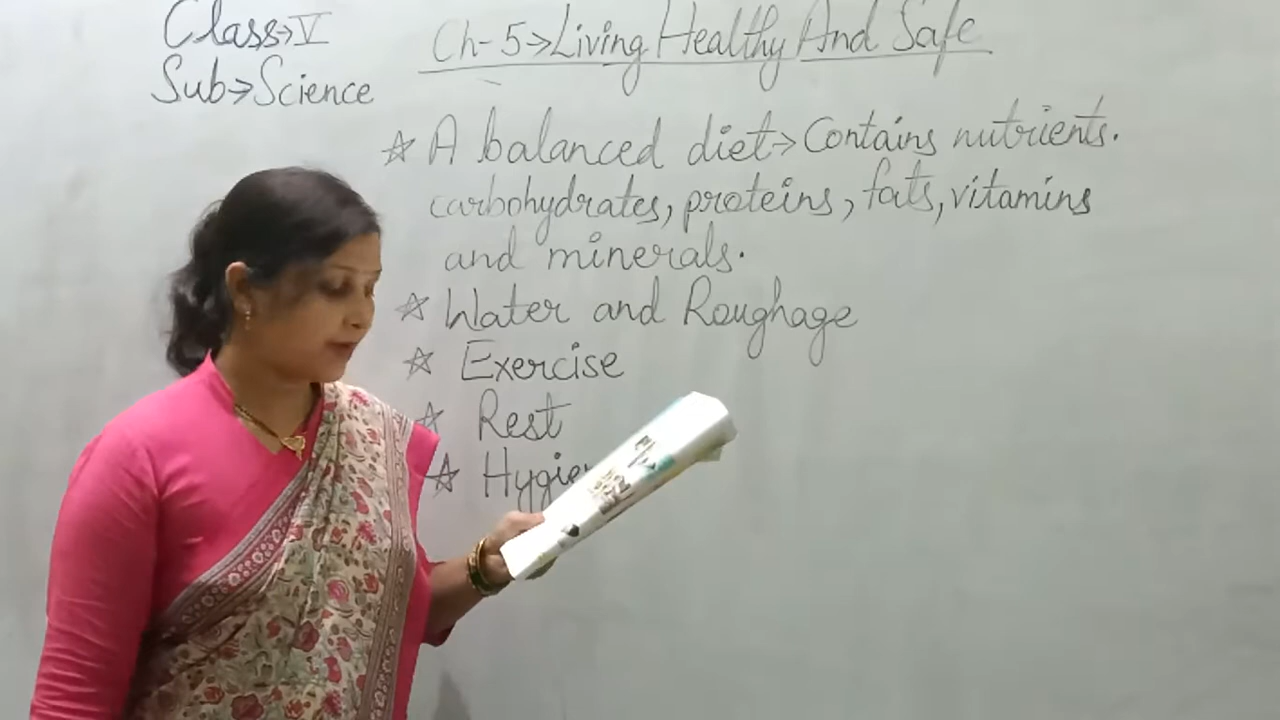 Class→V
Sub→Science
Ch-5→Living Healthy And Safe
☆ A balanced diet→Contains nutrients.
carbohydrates, proteins, fats, vitamins
and minerals.
☆ Water and Roughage
☆ Exercise
☆ Rest
☆